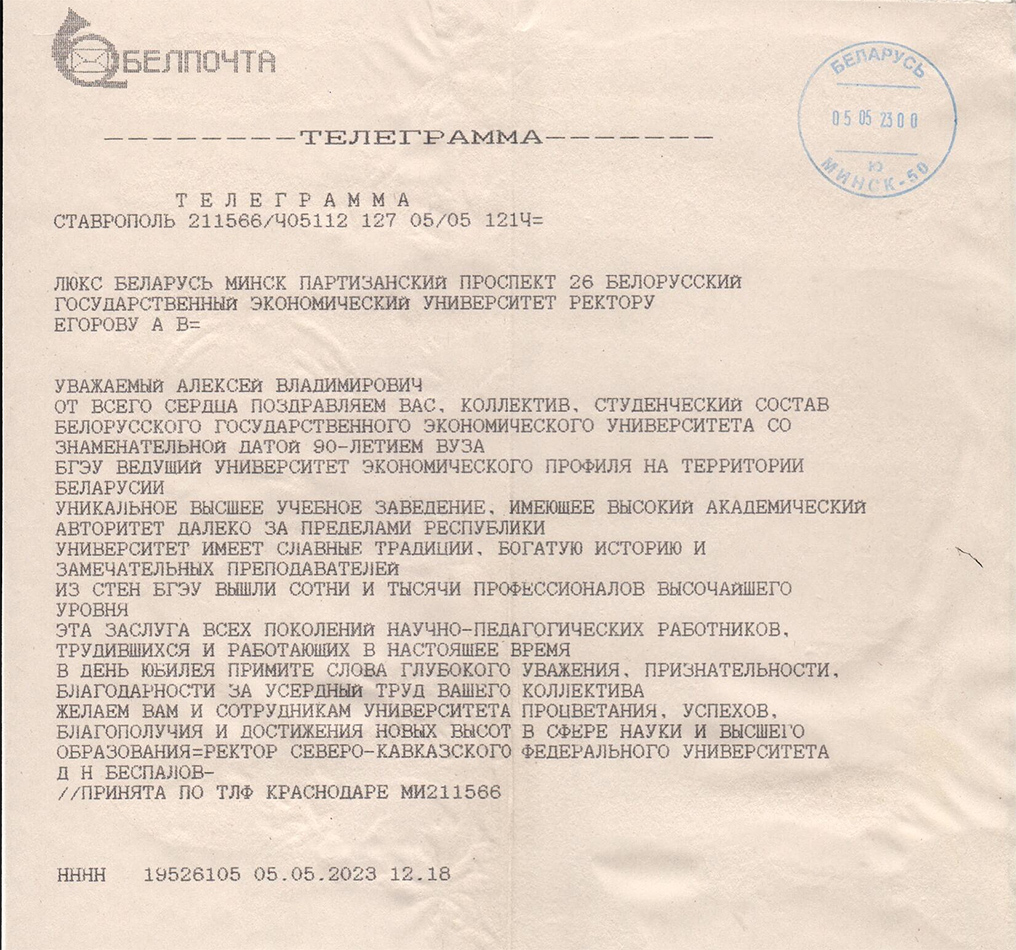 БЕЛПОЧТА
БЕЛАРУСЬ
05 05 23 00
Ю
МИНСК-50
--------ТЕЛЕГРАММА-------
Т Е Л Е Г Р А М М А
СТАВРОПОЛЬ 211566/Ч05112 127 05/05 121Ч=
ЛЮКС БЕЛАРУСЬ МИНСК ПАРТИЗАНСКИЙ ПРОСПЕКТ 26 БЕЛОРУССКИЙ
ГОСУДАРСТВЕННЫЙ ЭКОНОМИЧЕСКИЙ УНИВЕРСИТЕТ РЕКТОРУ
ЕГОРОВУ А В=
УВАЖАЕМЫЙ АЛЕКСЕЙ ВЛАДИМИРОВИЧ
ОТ ВСЕГО СЕРДЦА ПОЗДРАВЛЯЕМ ВАС, КОЛЛЕКТИВ, СТУДЕНЧЕСКИЙ СОСТАВ
БЕЛОРУССКОГО ГОСУДАРСТВЕННОГО ЭКОНОМИЧЕСКОГО УНИВЕРСИТЕТА СО
ЗНАМЕНАТЕЛЬНОЙ ДАТОЙ 90-ЛЕТИЕМ ВУЗА
БГЭУ ВЕДУЩИЙ УНИВЕРСИТЕТ ЭКОНОМИЧЕСКОГО ПРОФИЛЯ НА ТЕРРИТОРИИ
БЕЛАРУСИИ
УНИКАЛЬНОЕ ВЫСШЕЕ УЧЕБНОЕ ЗАВЕДЕНИЕ, ИМЕЮЩЕЕ ВЫСОКИЙ АКАДЕМИЧЕСКИЙ
АВТОРИТЕТ ДАЛЕКО ЗА ПРЕДЕЛАМИ РЕСПУБЛИКИ
УНИВЕРСИТЕТ ИМЕЕТ СЛАВНЫЕ ТРАДИЦИИ, БОГАТУЮ ИСТОРИЮ И
ЗАМЕЧАТЕЛЬНЫХ ПРЕПОДАВАТЕЛЕЙ
ИЗ СТЕН БГЭУ ВЫШЛИ СОТНИ И ТЫСЯЧИ ПРОФЕССИОНАЛОВ ВЫСОЧАЙШЕГО
УРОВНЯ
ЭТА ЗАСЛУГА ВСЕХ ПОКОЛЕНИЙ НАУЧНО-ПЕДАГОГИЧЕСКИХ РАБОТНИКОВ,
ТРУДИВШИХСЯ И РАБОТАЮЩИХ В НАСТОЯЩЕЕ ВРЕМЯ
В ДЕНЬ ЮБИЛЕЯ ПРИМИТЕ СЛОВА ГЛУБОКОГО УВАЖЕНИЯ, ПРИЗНАТЕЛЬНОСТИ,
БЛАГОДАРНОСТИ ЗА УСЕРДНЫЙ ТРУД ВАШЕГО КОЛЛЕКТИВА
ЖЕЛАЕМ ВАМ И СОТРУДНИКАМ УНИВЕРСИТЕТА ПРОЦВЕТАНИЯ, УСПЕХОВ,
БЛАГОПОЛУЧИЯ И ДОСТИЖЕНИЯ НОВЫХ ВЫСОТ В СФЕРЕ НАУКИ И ВЫСШЕГО
ОБРАЗОВАНИЯ=РЕКТОР СЕВЕРО-КАВКАЗСКОГО ФЕДЕРАЛЬНОГО УНИВЕРСИТЕТА
Д Н БЕСПАЛОВ-
//ПРИНЯТА ПО ТЛФ КРАСНОДАРЕ МИ211566
НННН 19526105 05.05.2023 12.18